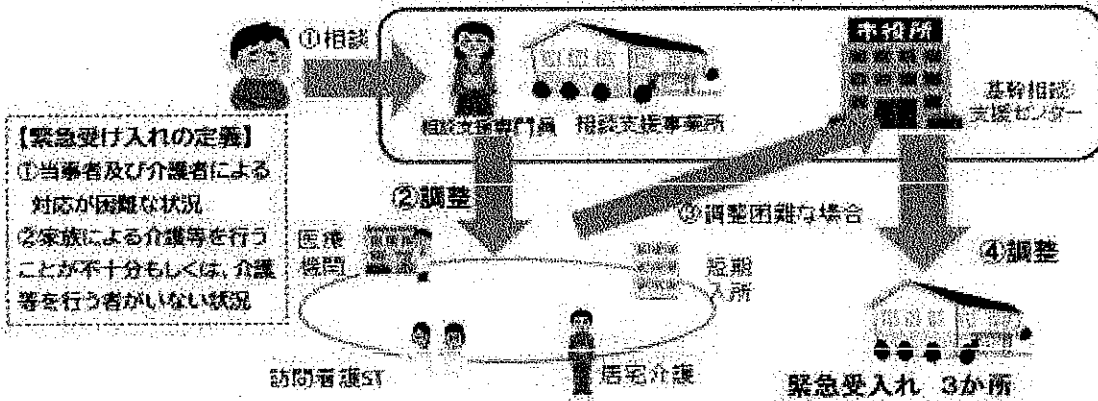 ①相談
市役所
相談支援専門員 相談支援事業所
基幹相談
支援センター
【緊急受け入れの定義】
①当事者及び介護者による
対応が困難な状況
②家族による介護等を行う
ことが不十分もしくは、介護
等を行う者がいない状況
②調整
③調整困難な場合
④調整
医療
機関
短期
入所
訪問看護ST
居宅介護
緊急受入れ 3か所